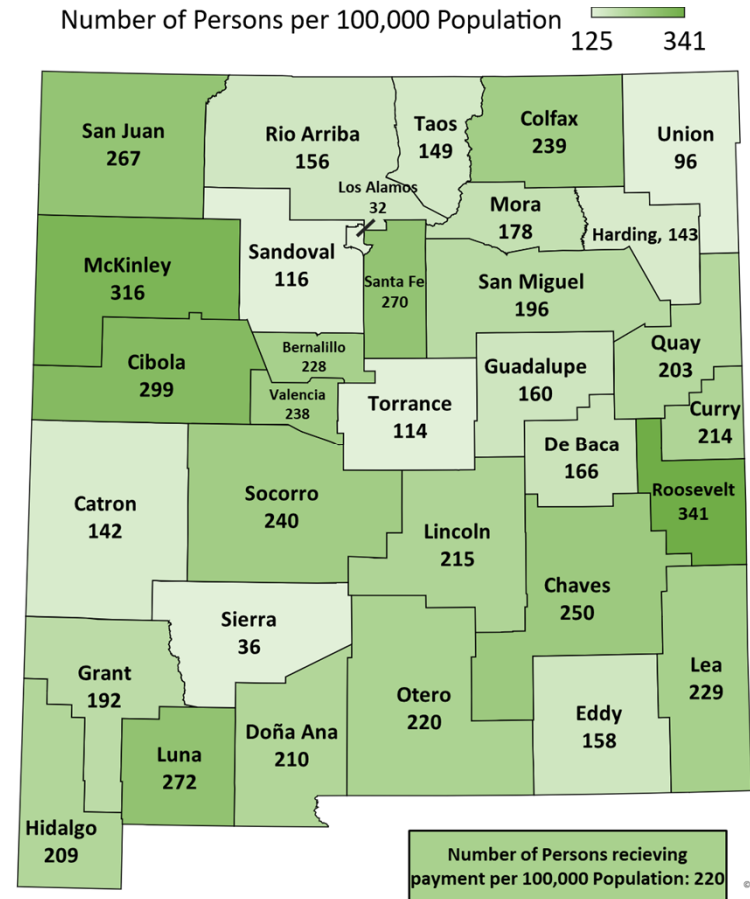 Number of Persons per 100,000 Population
125 341
San Juan
267
Rio Arriba
156
Taos
149
Colfax
239
Union
96
Los Alamos
32
Mora
178
Harding, 143
McKinley
316
Sandoval
116
Santa Fe
270
San Miguel
196
Cibola
299
Bernalillo
228
Valencia
238
Torrance
114
Guadalupe
160
Quay
203
Curry
214
De Baca
166
Roosevelt
341
Catron
142
Socorro
240
Lincoln
215
Chaves
250
Sierra
36
Grant
192
Luna
272
Doña Ana
210
Otero
220
Eddy
158
Lea
229
Hidalgo
209
Number of Persons recieving
payment per 100,000 Population: 220
©